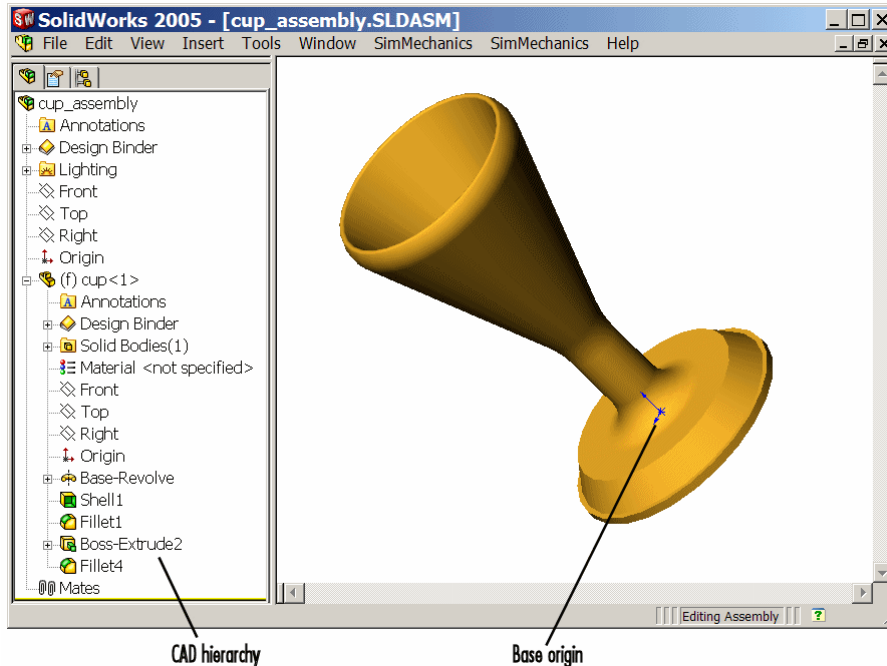 SolidWorks 2005 - [cup_assembly.SLDASM]
File Edit View Insert Tools Window SimMechanics SimMechanics Help
cup_assembly
Annotations
Design Binder
Lighting
Front
Top
Right
Origin
(f) cup<1>
Annotations
Design Binder
Solid Bodies(1)
Material <not specified>
Front
Top
Right
Origin
Base-Revolve
Shell1
Fillet1
Boss-Extrude2
Fillet4
Mates
Editing Assembly
CAD hierarchy
Base origin